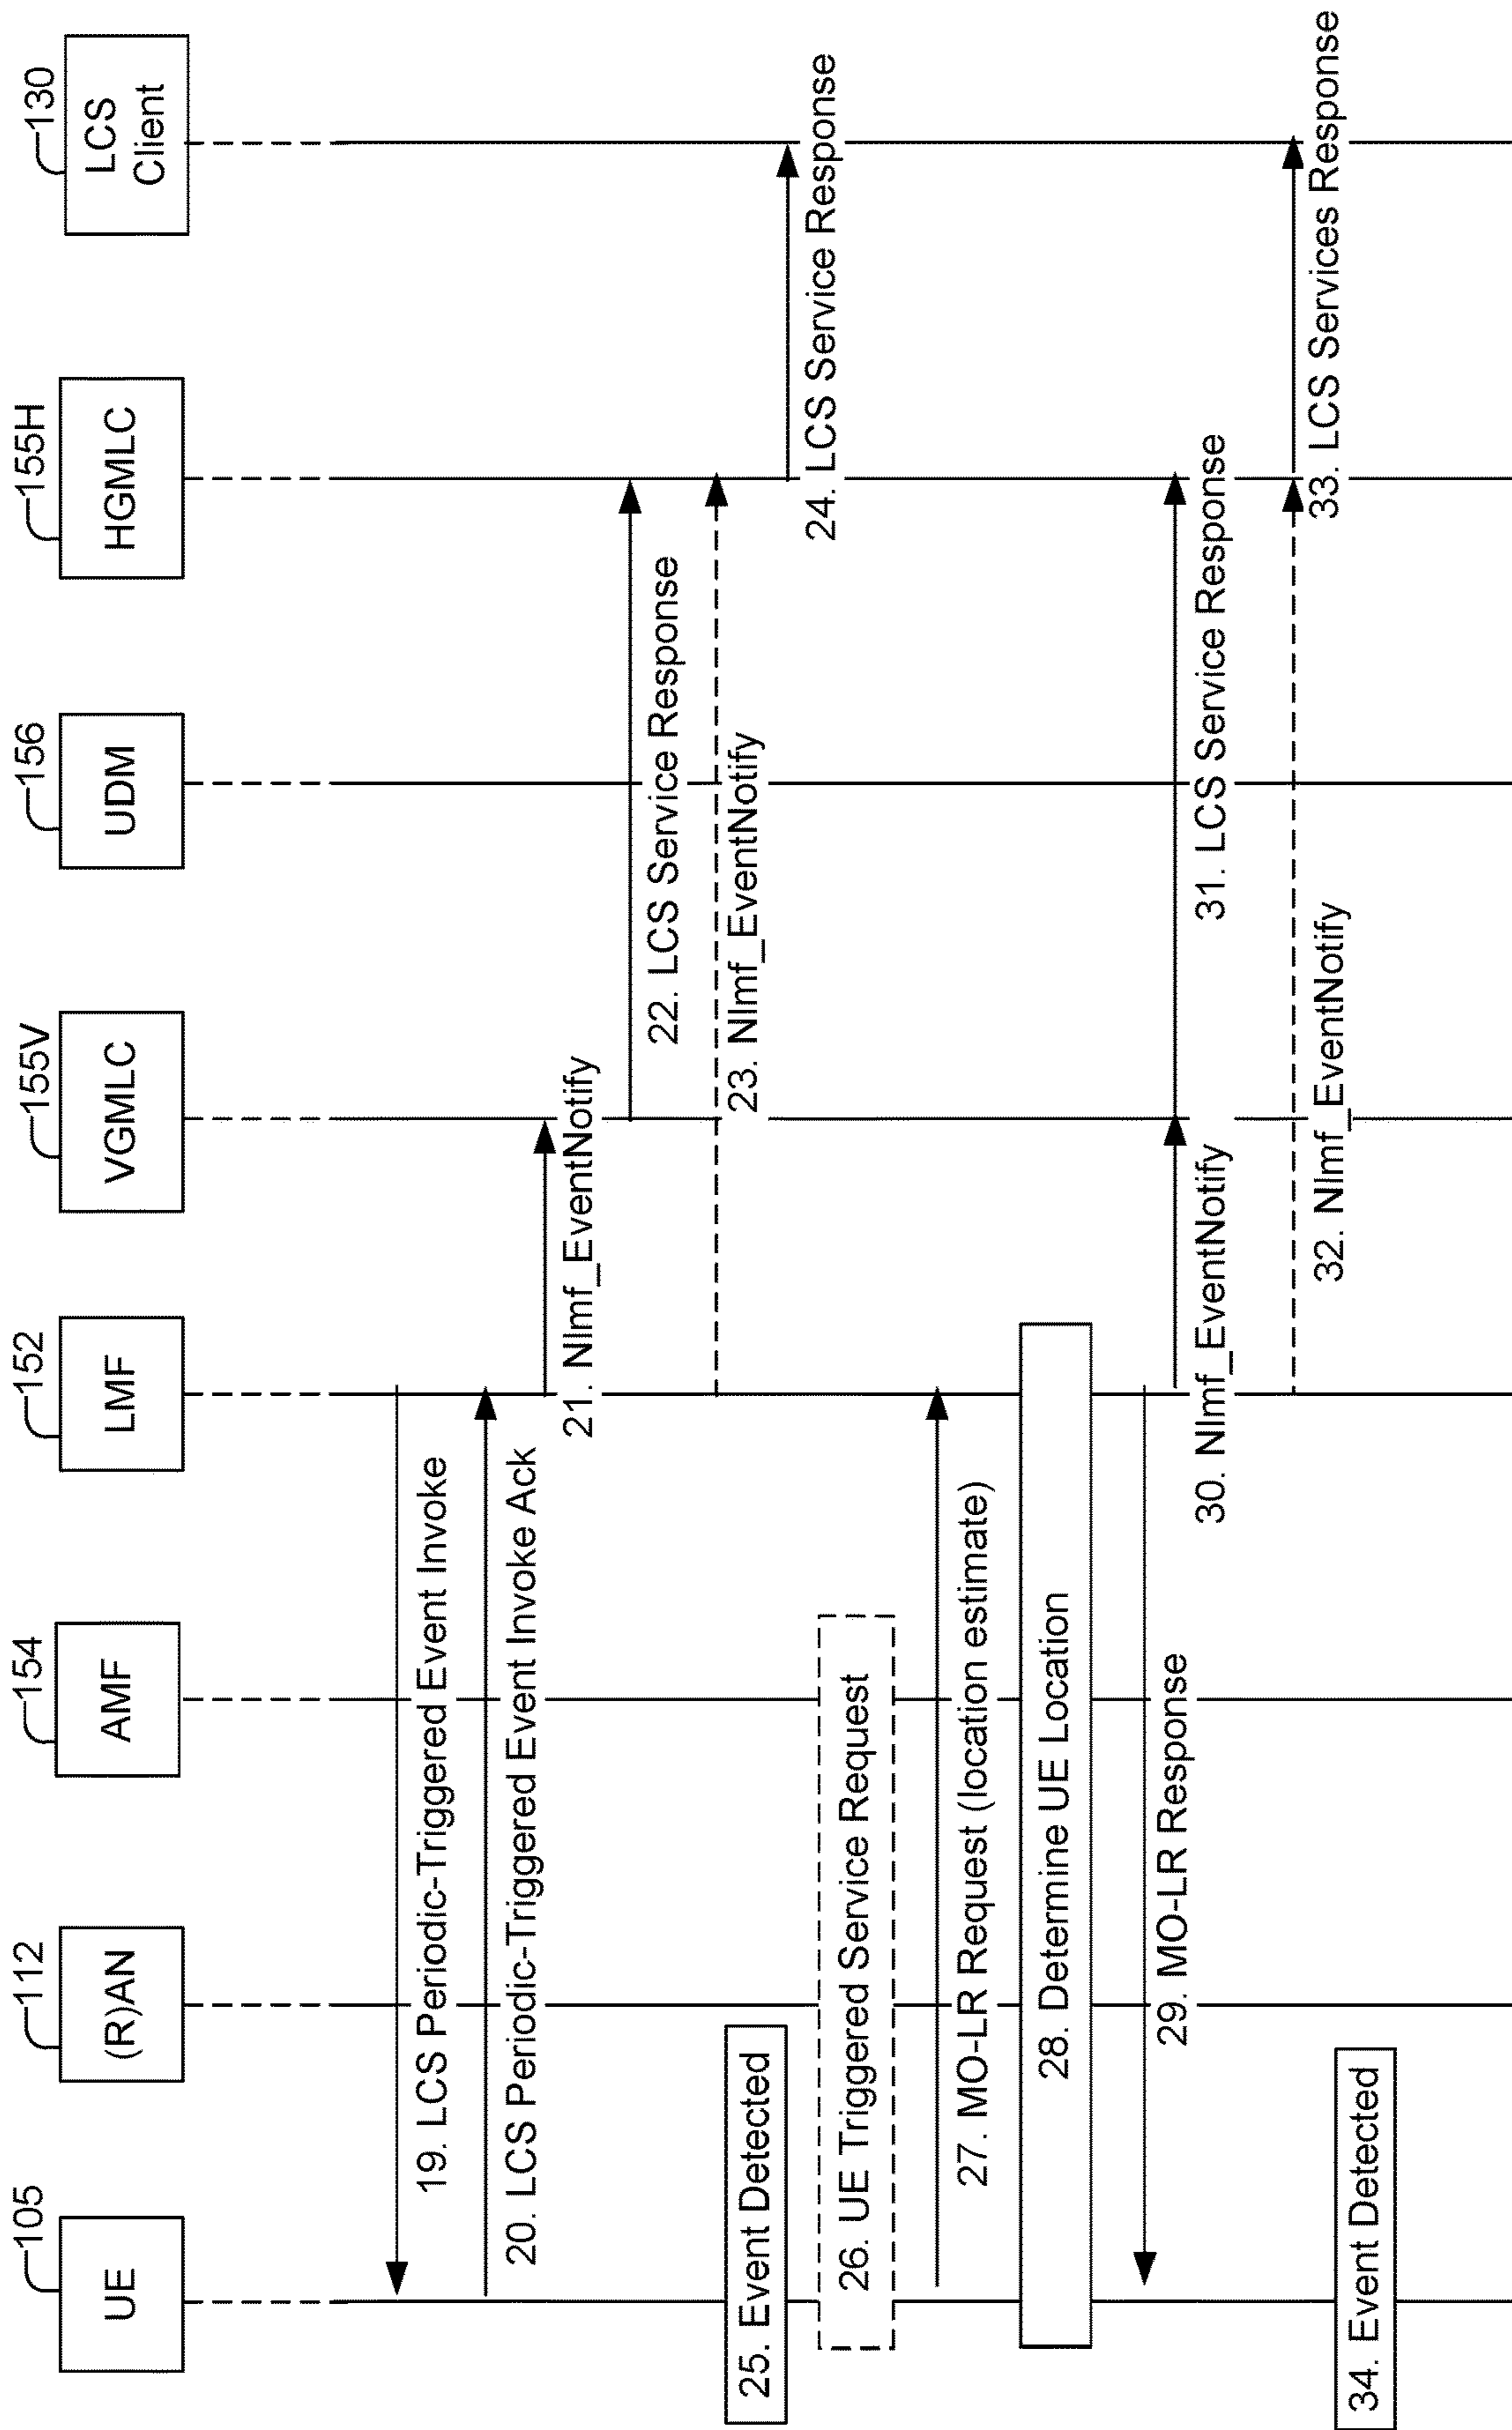 105
112
154
152
155V
156
155H
130
UE
(R)AN
AMF
LMF
VGMLC
UDM
HGMLC
LCS
Client
19. LCS Periodic-Triggered Event Invoke
20. LCS Periodic-Triggered Event Invoke Ack
21. Nlmf_EventNotify
22. LCS Service Response
23. Nlmf_EventNotify
24. LCS Service Response
25. Event Detected
26. UE Triggered Service Request
27. MO-LR Request (location estimate)
28. Determine UE Location
29. MO-LR Response
30. Nlmf_EventNotify
31. LCS Service Response
32. Nlmf_EventNotify
33. LCS Services Response
34. Event Detected